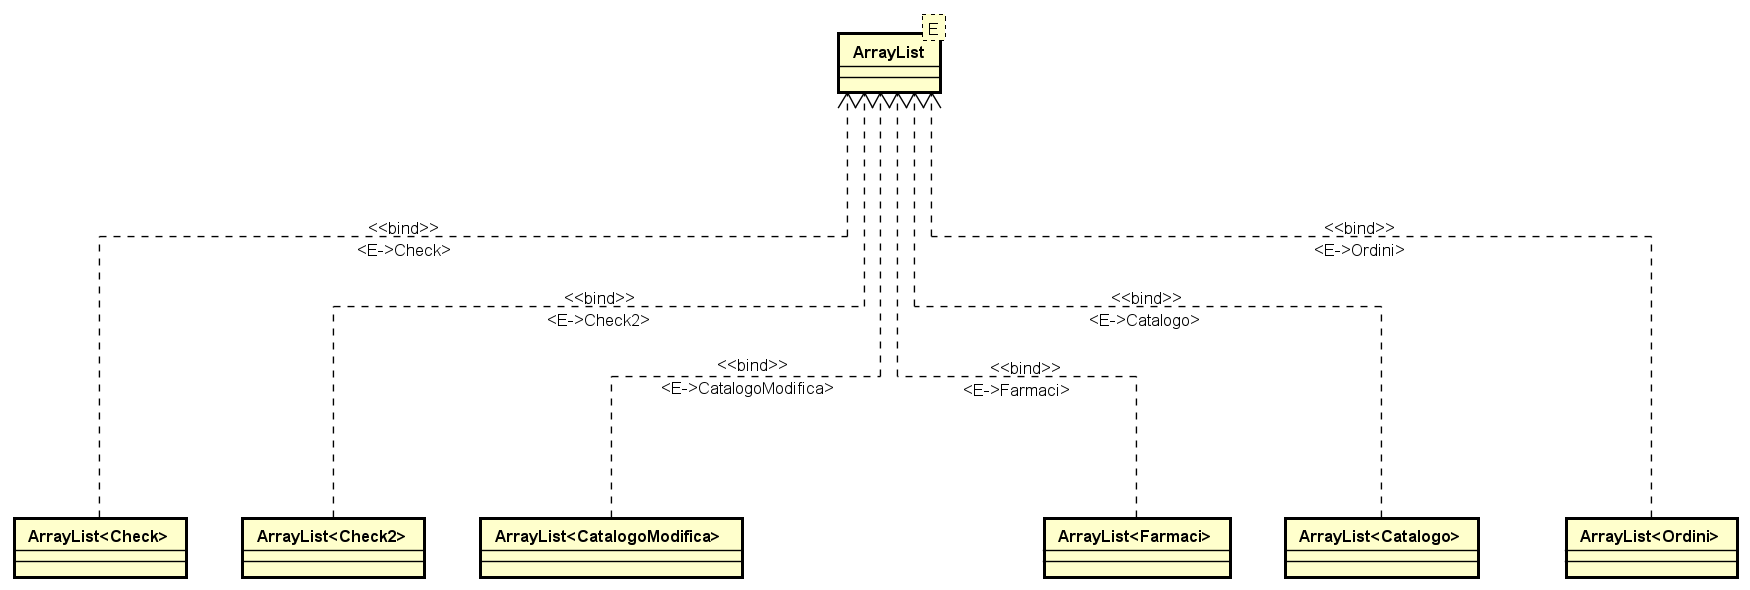 E
ArrayList
<<bind>>
<E->Check>
<<bind>>
<E->Ordini>
<<bind>>
<E->Check2>
<<bind>>
<E->Catalogo>
<<bind>>
<E->CatalogoModifica>
<<bind>>
<E->Farmaci>
ArrayList<Check>
ArrayList<Check2>
ArrayList<CatalogoModifica>
ArrayList<Farmaci>
ArrayList<Catalogo>
ArrayList<Ordini>